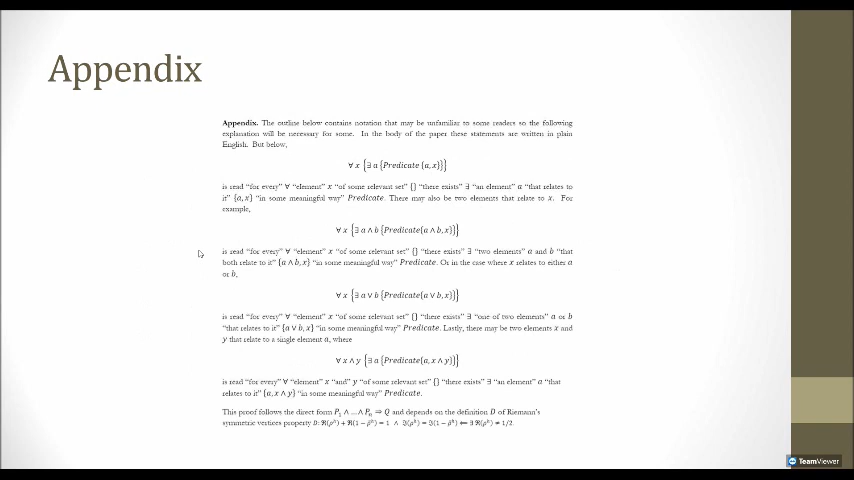 Appendix
Appendix. The outline below contains notation that may be unfamiliar to some readers so the following
explanation will be necessary for some. In the body of the paper these statements are written in plain
English. But below,
∀ x {∃ a {Predicate {a, x}}}
is read "for every" ∀ "element" x "of some relevant set" {} "there exists" ∃ "an element" a "that relates to
it" {a, x} "in some meaningful way" Predicate. There may also be two elements that relate to x. For
example,
∀ x {∃ a ∧ b {Predicate{a ∧ b, x}}}
is read "for every" ∀ "element" x "of some relevant set" {} "there exists" ∃ "two elements" a and b "that
both relate to it" {a ∧ b, x} "in some meaningful way" Predicate. Or in the case where x relates to either a
or b,
∀ x {∃ a ∨ b {Predicate{a ∨ b, x}}}
is read "for every" ∀ "element" x "of some relevant set" {} "there exists" ∃ "one of two elements" a or b
"that relates to it" {a ∨ b, x} "in some meaningful way" Predicate. Lastly, there may be two elements x and
y that relate to a single element a, where
∀ x ∧ y {∃ a {Predicate{a, x ∧ y}}}
is read "for every" ∀ "element" x "and" y "of some relevant set" {} "there exists" ∃ "an element" a "that
relates to it" {a, x ∧ y} "in some meaningful way" Predicate.
This proof follows the direct form P₁ ∧ ...∧ Pₙ ⇒ Q and depends on the definition D of Riemann's
symmetric vertices property D:
TeamViewer